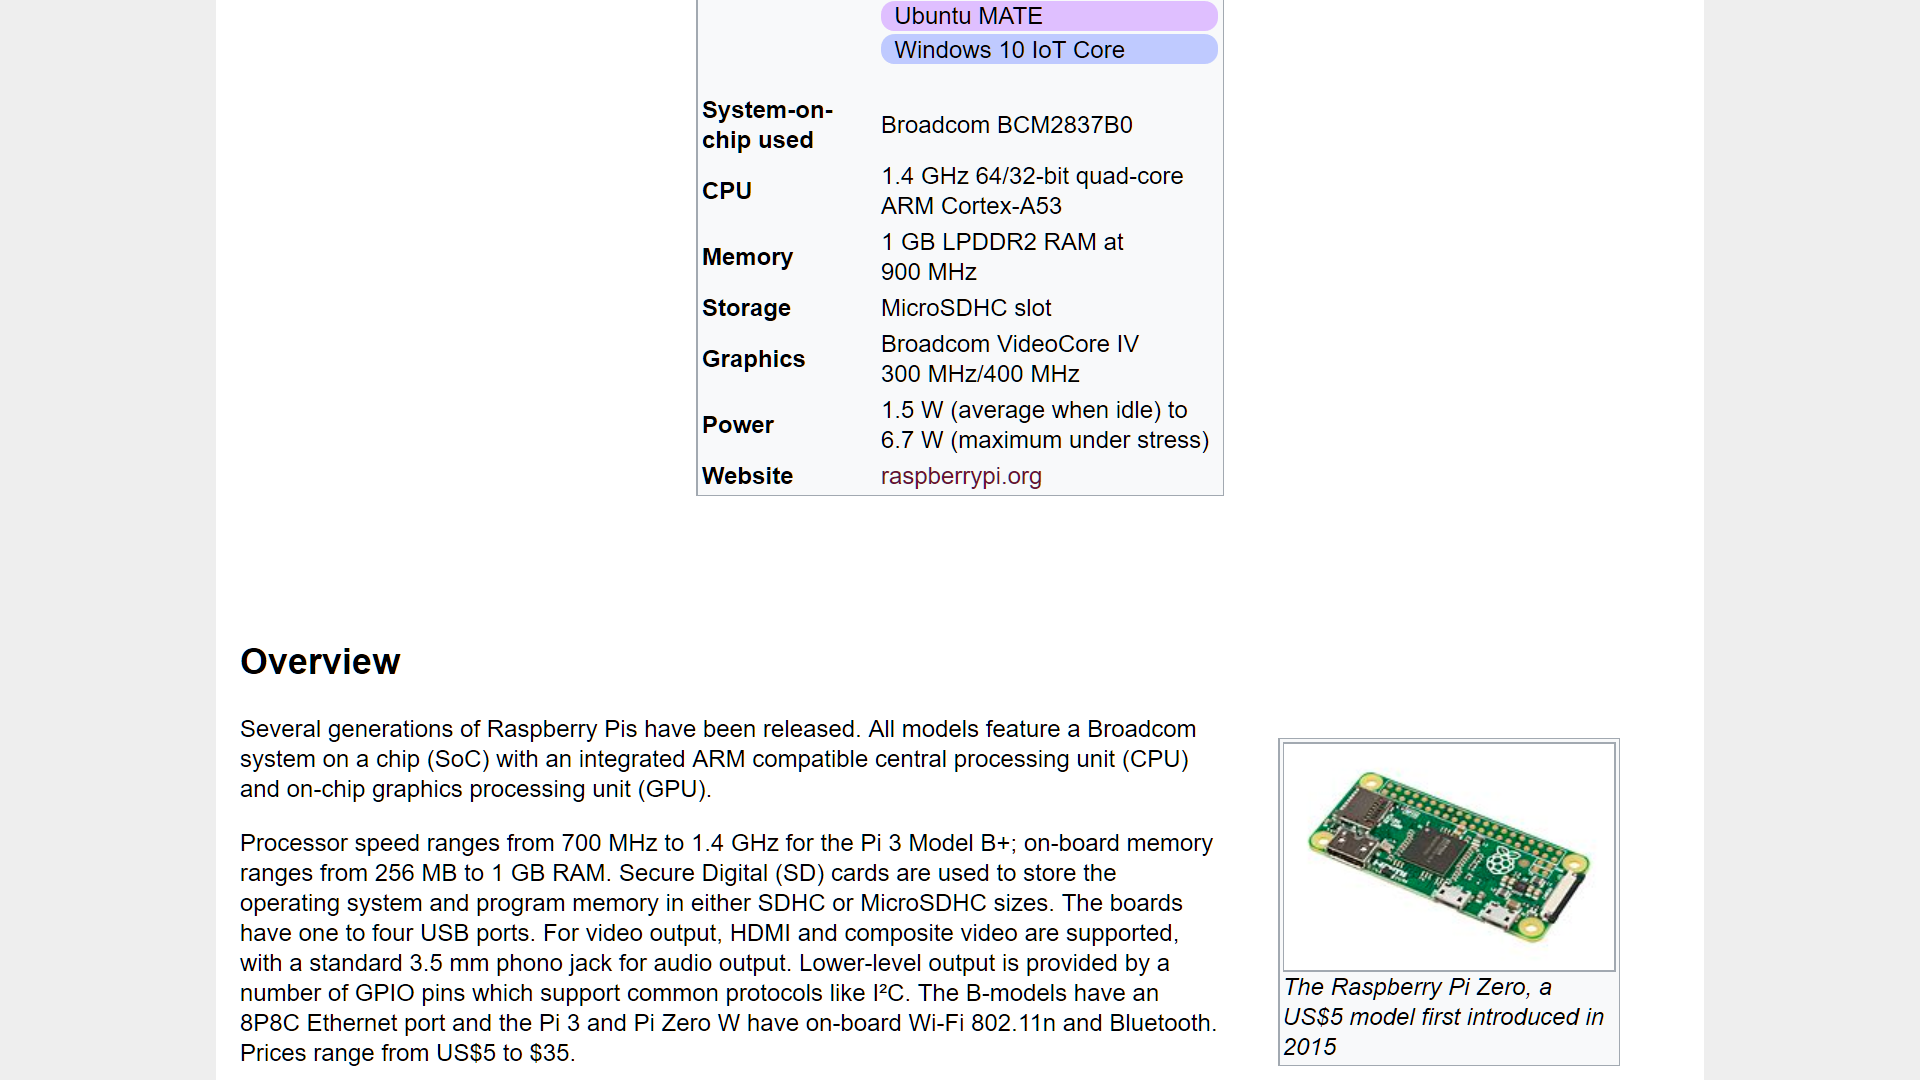 Ubuntu MATE
Windows 10 IoT Core
System-on-
chip used
Broadcom BCM2837B0
CPU
1.4 GHz 64/32-bit quad-core
ARM Cortex-A53
Memory
1 GB LPDDR2 RAM at
900 MHz
Storage
MicroSDHC slot
Graphics
Broadcom VideoCore IV
300 MHz/400 MHz
Power
1.5 W (average when idle) to
6.7 W (maximum under stress)
Website
raspberrypi.org
Overview
Several generations of Raspberry Pis have been released. All models feature a Broadcom
system on a chip (SoC) with an integrated ARM compatible central processing unit (CPU)
and on-chip graphics processing unit (GPU).
Processor speed ranges from 700 MHz to 1.4 GHz for the Pi 3 Model B+; on-board memory
ranges from 256 MB to 1 GB RAM. Secure Digital (SD) cards are used to store the
operating system and program memory in either SDHC or MicroSDHC sizes. The boards
have one to four USB ports. For video output, HDMI and composite video are supported,
with a standard 3.5 mm phono jack for audio output. Lower-level output is provided by a
number of GPIO pins which support common protocols like I²C. The B-models have an
8P8C Ethernet port and the Pi 3 and Pi Zero W have on-board Wi-Fi 802.11n and Bluetooth.
Prices range from US$5 to $35.
The Raspberry Pi Zero, a
US$5 model first introduced in
2015